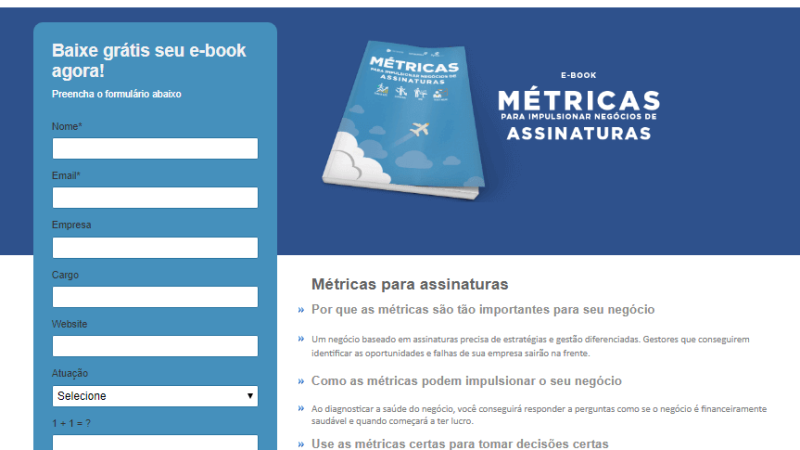 Baixe grátis seu e-book
agora!
Preencha o formulário abaixo
Nome*
Email*
Empresa
Cargo
Website
Atuação
Selecione
1 + 1 = ?
MÉTRICAS
PARA IMPULSIONAR NEGÓCIOS DE
ASSINATURAS
E-BOOK
MÉTRICAS
PARA IMPULSIONAR NEGÓCIOS DE
ASSINATURAS
Métricas para assinaturas
» Por que as métricas são tão importantes para seu negócio
» Um negócio baseado em assinaturas precisa de estratégias e gestão diferenciadas. Gestores que conseguirem
identificar as oportunidades e falhas de sua empresa sairão na frente.
» Como as métricas podem impulsionar o seu negócio
» Ao diagnosticar a saúde do negócio, você conseguirá responder a perguntas como se o negócio é financeiramente
saudável e quando começará a ter lucro.
» Use as métricas certas para tomar decisões certas